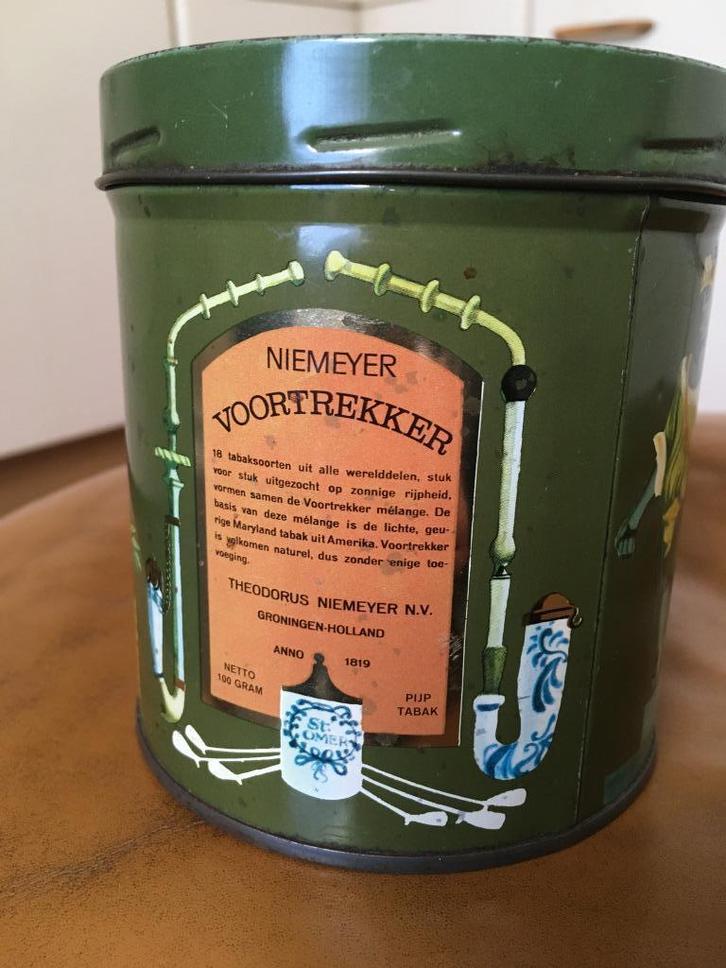 NIEMEYER
VOORTREKKER
18 tabaksoorten uit alle werelddelen, stuk
voor stuk uitgezocht op zonnige rijpheid,
vormen samen de Voortrekker mélange. De
basis van deze mélange is de lichte, geu-
rige Maryland tabak uit Amerika. Voortrekker
is volkomen naturel, dus zonder enige toe-
voeging.
THEODORUS NIEMEYER N.V.
GRONINGEN-HOLLAND
ANNO 1819
NETTO
100 GRAM
PIJP
TABAK
St.
OMER